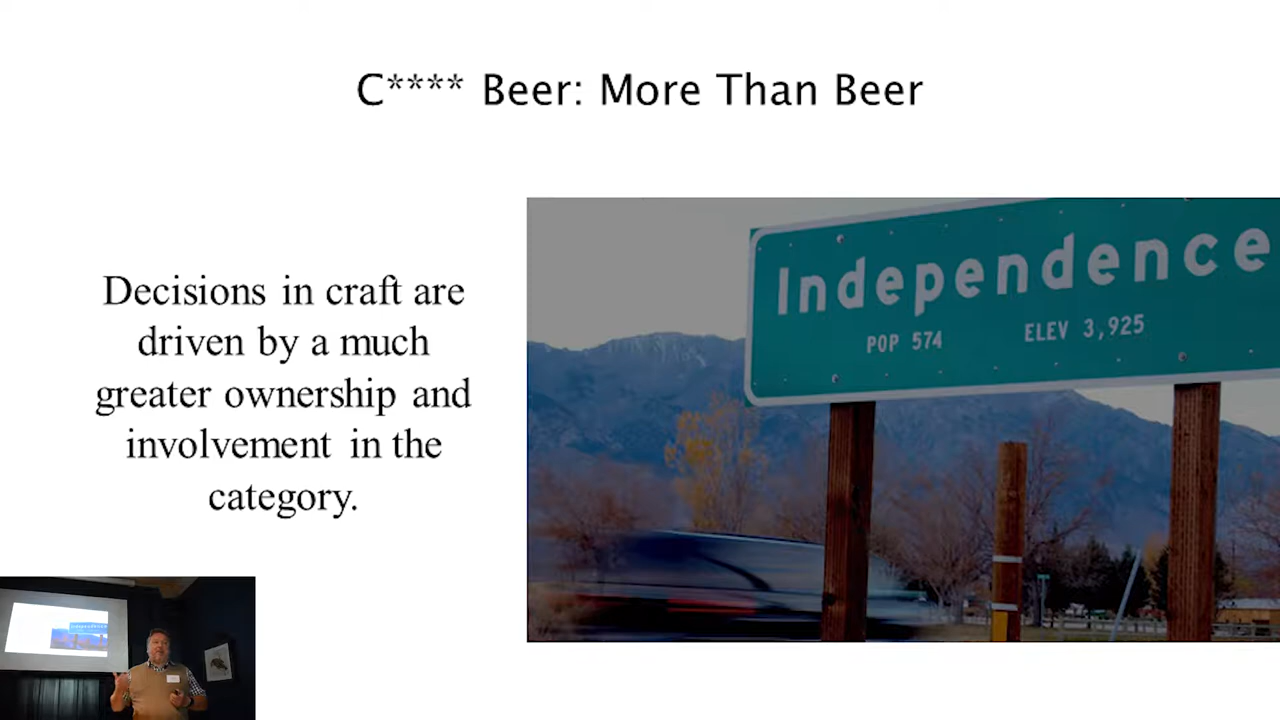 C**** Beer: More Than Beer
Decisions in craft are
driven by a much
greater ownership and
involvement in the
category.
Independence
POP 574 ELEV 3,925